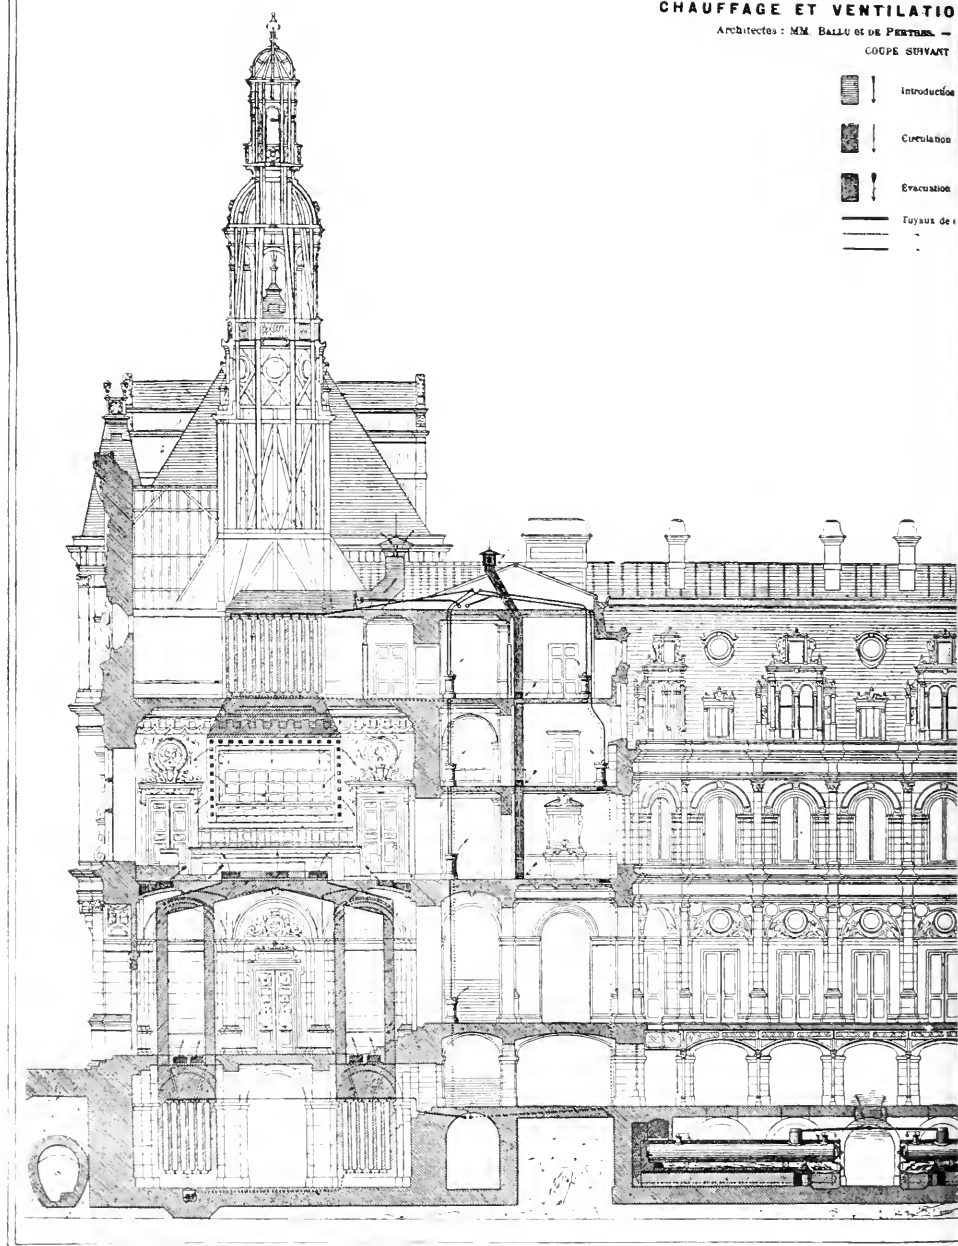 CHAUFFAGE ET VENTILATIO
Architectes : MM. BALLU et DE PERTHES. —
COUPE SUIVANT
Introduction
Circulation
Évacuation
Tuyaux de